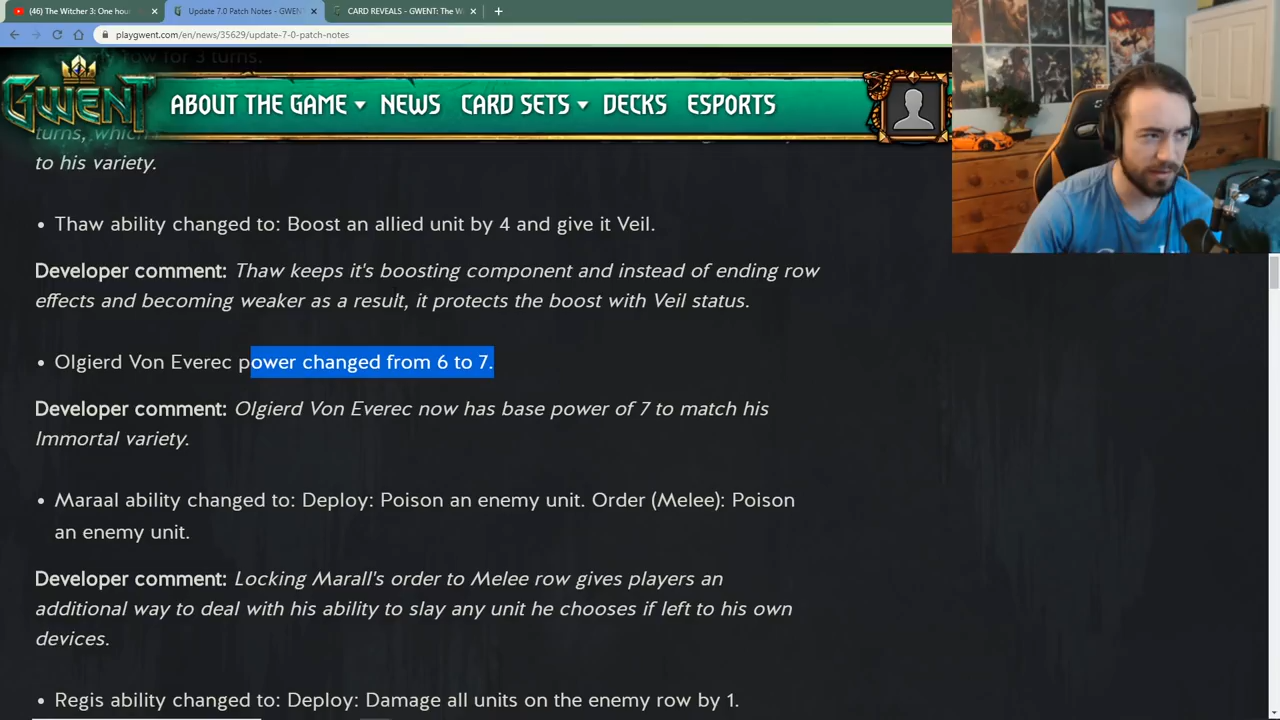 (46) The Witcher 3: One hour
Update 7.0 Patch Notes - GWENT
CARD REVEALS - GWENT: The W
playgwent.com/en/news/35629/update-7-0-patch-notes
row for 3 turns.
GWENT
ABOUT THE GAME NEWS CARD SETS DECKS ESPORTS
turns,
to his variety.
• Thaw ability changed to: Boost an allied unit by 4 and give it Veil.
Developer comment: Thaw keeps it's boosting component and instead of ending row
effects and becoming weaker as a result, it protects the boost with Veil status.
• Olgierd Von Everec power changed from 6 to 7.
Developer comment: Olgierd Von Everec now has base power of 7 to match his
Immortal variety.
• Maraal ability changed to: Deploy: Poison an enemy unit. Order (Melee): Poison
an enemy unit.
Developer comment: Locking Marall's order to Melee row gives players an
additional way to deal with his ability to slay any unit he chooses if left to his own
devices.
• Regis ability changed to: Deploy: Damage all units on the enemy row by 1.